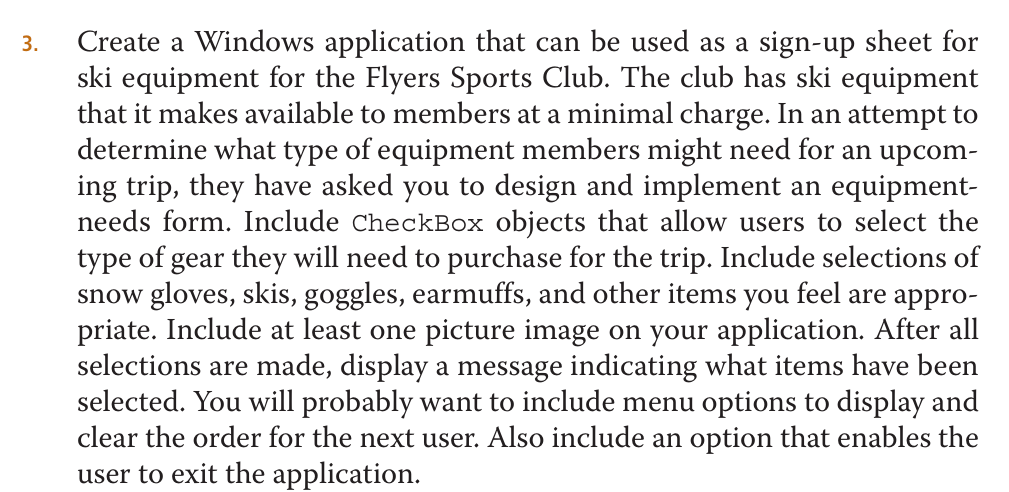 3. Create a Windows application that can be used as a sign-up sheet for
ski equipment for the Flyers Sports Club. The club has ski equipment
that it makes available to members at a minimal charge. In an attempt to
determine what type of equipment members might need for an upcom-
ing trip, they have asked you to design and implement an equipment-
needs form. Include CheckBox objects that allow users to select the
type of gear they will need to purchase for the trip. Include selections of
snow gloves, skis, goggles, earmuffs, and other items you feel are appro-
priate. Include at least one picture image on your application. After all
selections are made, display a message indicating what items have been
selected. You will probably want to include menu options to display and
clear the order for the next user. Also include an option that enables the
user to exit the application.